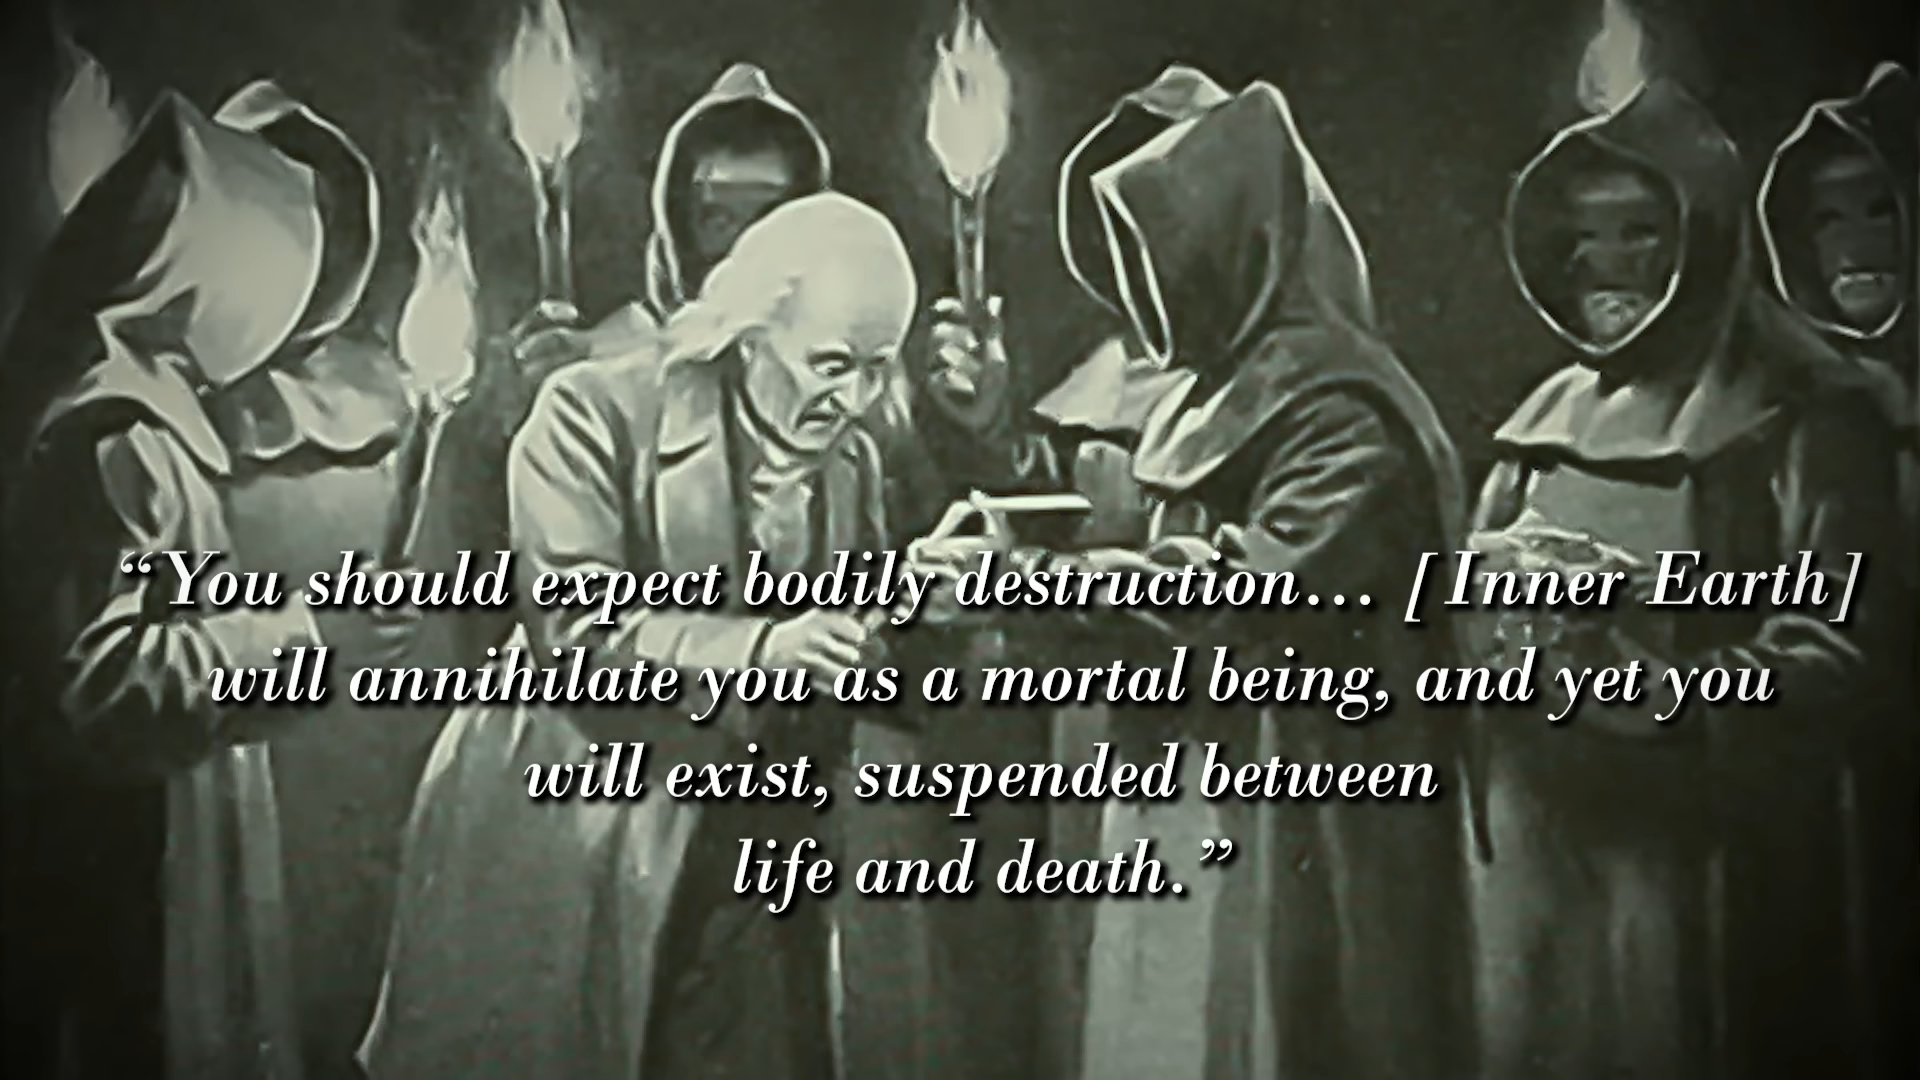 “You should expect bodily destruction… [Inner Earth]
will annihilate you as a mortal being, and yet you
will exist, suspended between
life and death.”